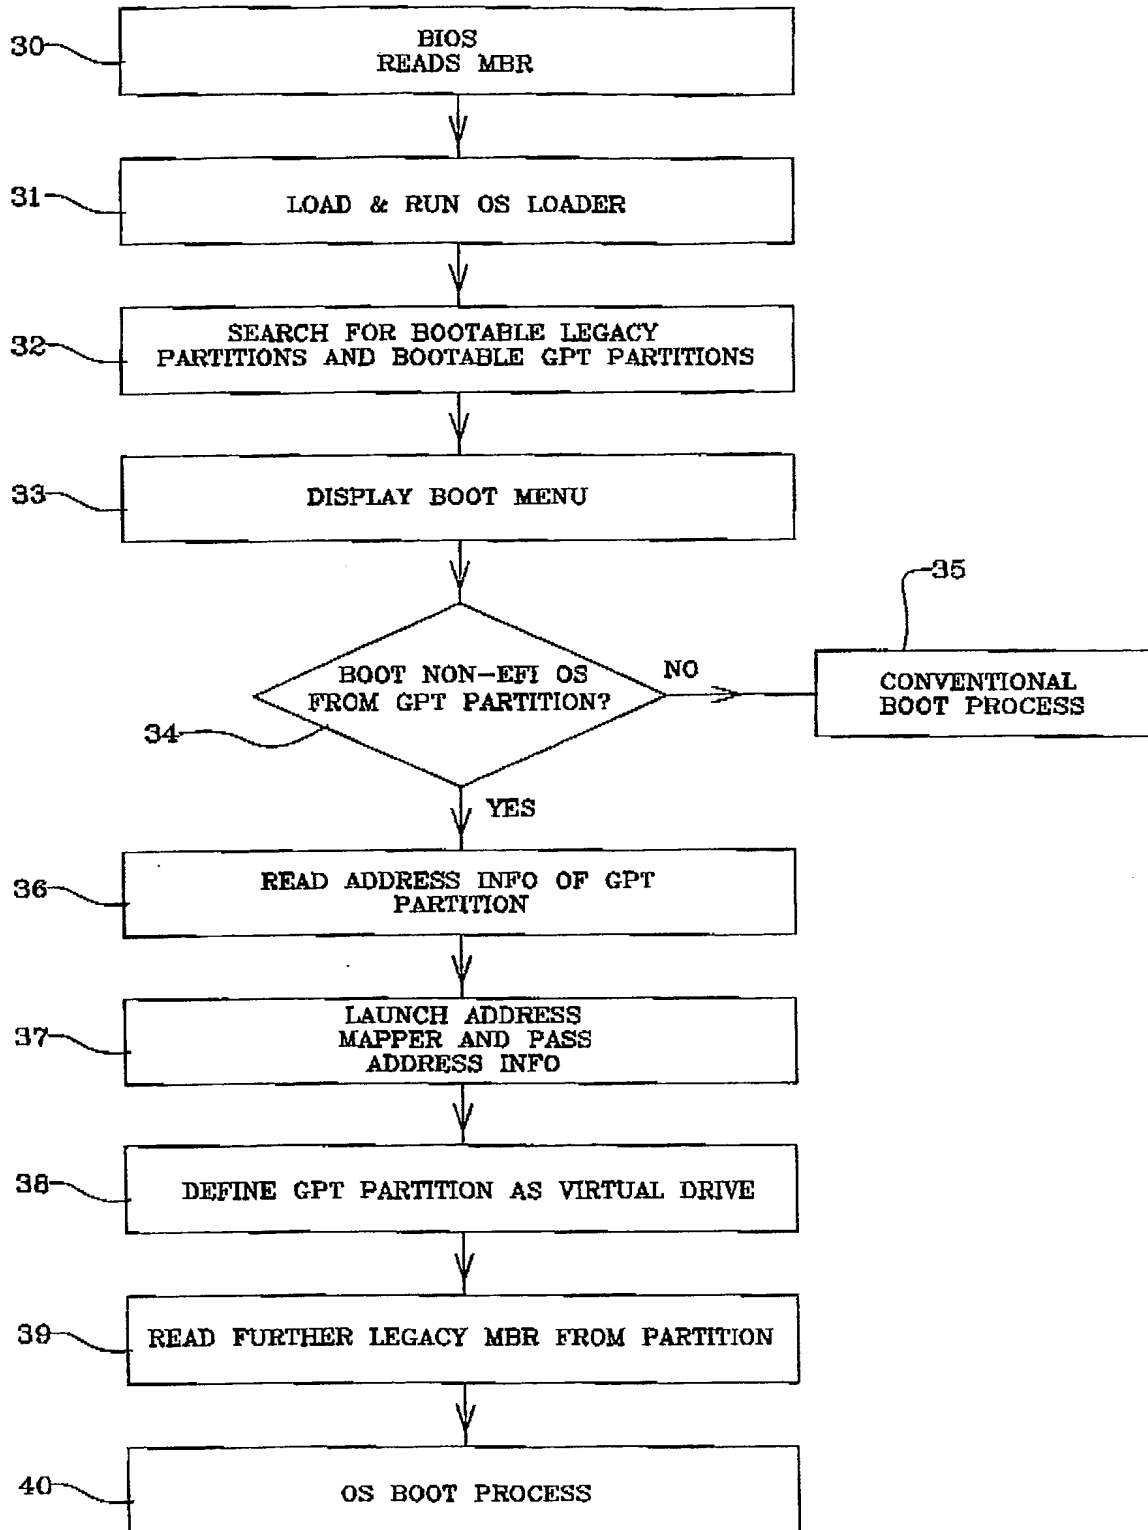 30
BIOS
READS MBR
31
LOAD & RUN OS LOADER
32
SEARCH FOR BOOTABLE LEGACY
PARTITIONS AND BOOTABLE GPT PARTITIONS
33
DISPLAY BOOT MENU
35
BOOT NON-EFI OS
FROM GPT PARTITION?
NO
CONVENTIONAL
BOOT PROCESS
34
YES
36
READ ADDRESS INFO OF GPT
PARTITION
37
LAUNCH ADDRESS
MAPPER AND PASS
ADDRESS INFO
38
DEFINE GPT PARTITION AS VIRTUAL DRIVE
39
READ FURTHER LEGACY MBR FROM PARTITION
40
OS BOOT PROCESS